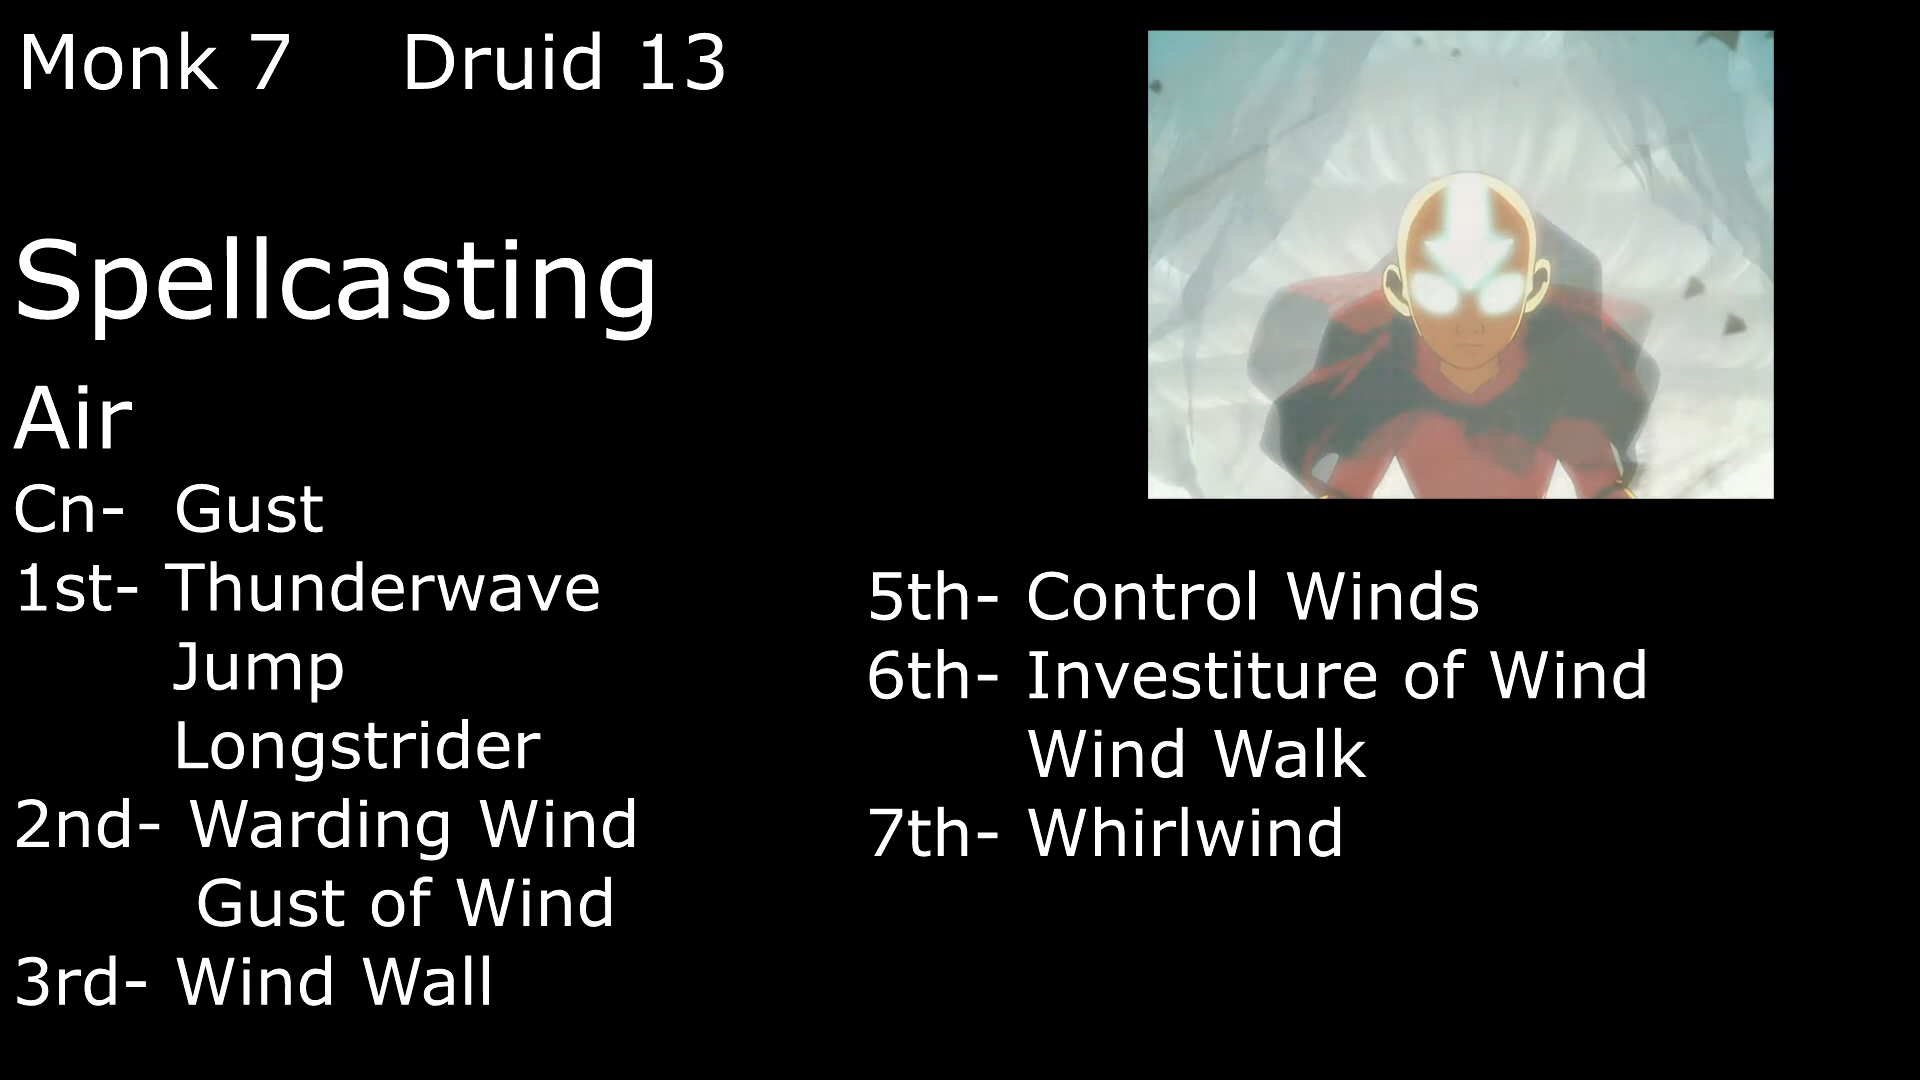 Monk 7 Druid 13
Spellcasting
Air
Cn- Gust
1st- Thunderwave
Jump
Longstrider
2nd- Warding Wind
Gust of Wind
3rd- Wind Wall
5th- Control Winds
6th- Investiture of Wind
Wind Walk
7th- Whirlwind